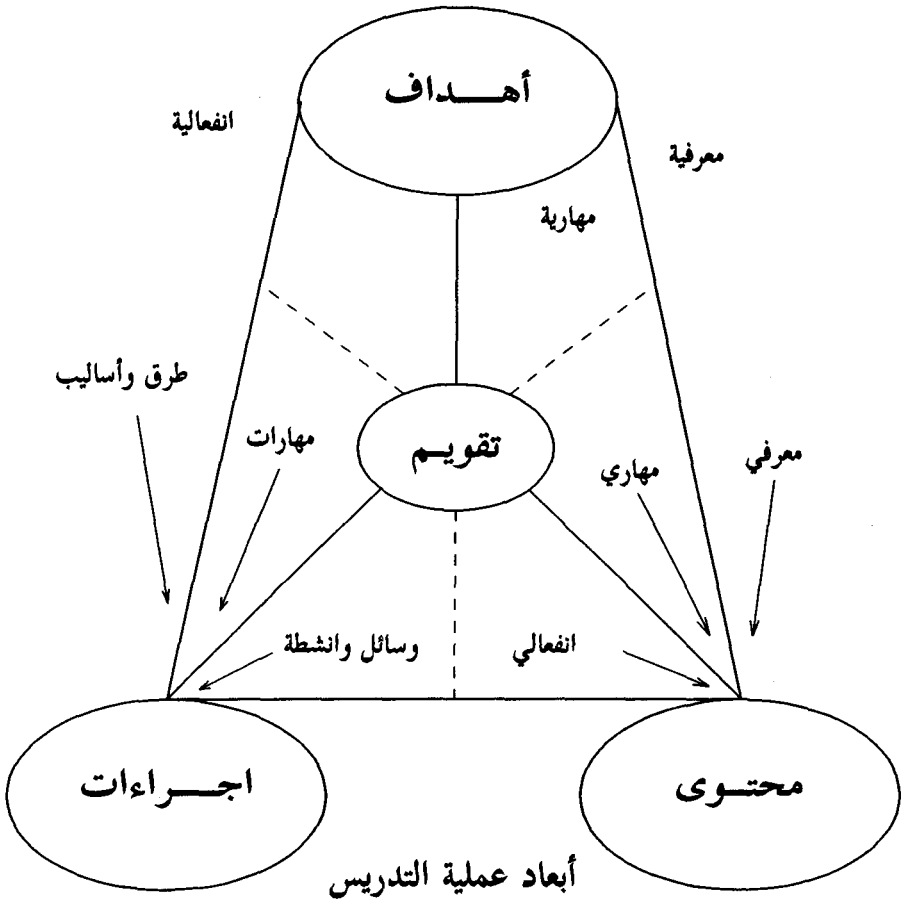 أهـــداف
انفعالية
معرفية
مهارية
طرق وأساليب
مهارات
تقويـم
مهاري
معرفي
وسائل وانشطة
انفعالي
اجـــراءات
محتـوى
أبعاد عملية التدريس